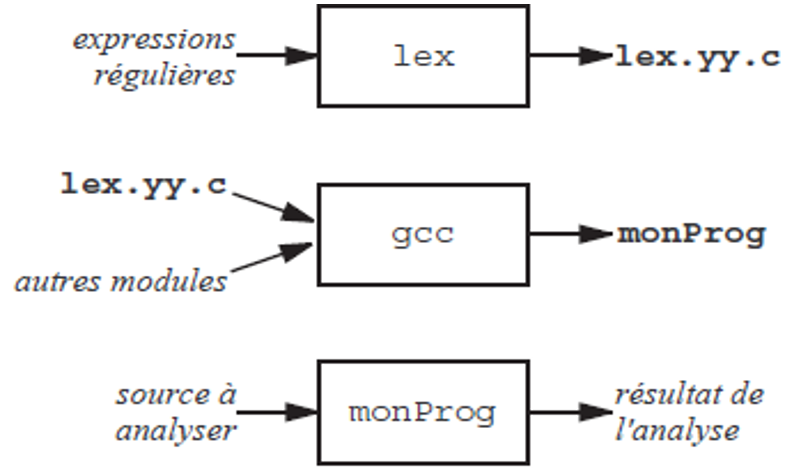 expressions
régulières
lex
lex.yy.c
lex.yy.c
autres modules
gcc
monProg
source à
analyser
monProg
résultat de
l'analyse